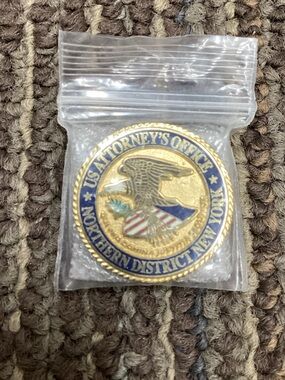 US ATTORNEY'S OFFICE
NORTHERN DISTRICT NEW YORK